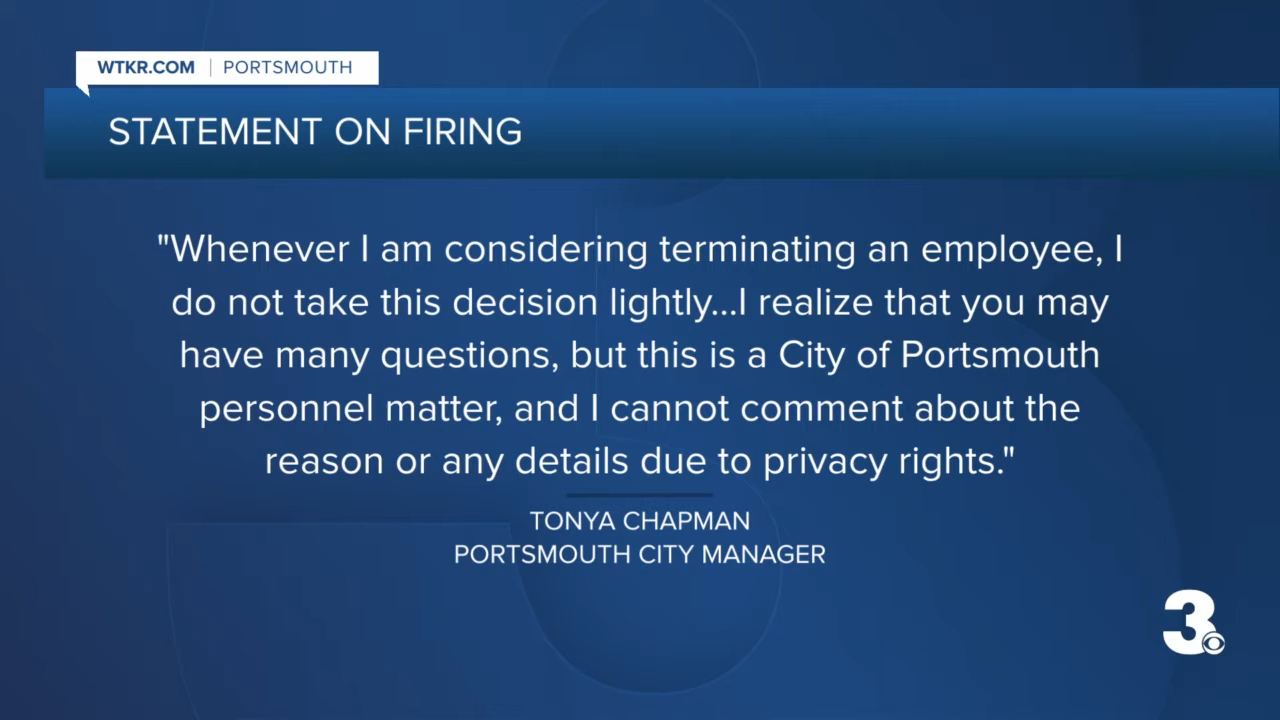 WTKR.COM | PORTSMOUTH
STATEMENT ON FIRING
"Whenever I am considering terminating an employee, I
do not take this decision lightly...I realize that you may
have many questions, but this is a City of Portsmouth
personnel matter, and I cannot comment about the
reason or any details due to privacy rights."
TONYA CHAPMAN
PORTSMOUTH CITY MANAGER
3